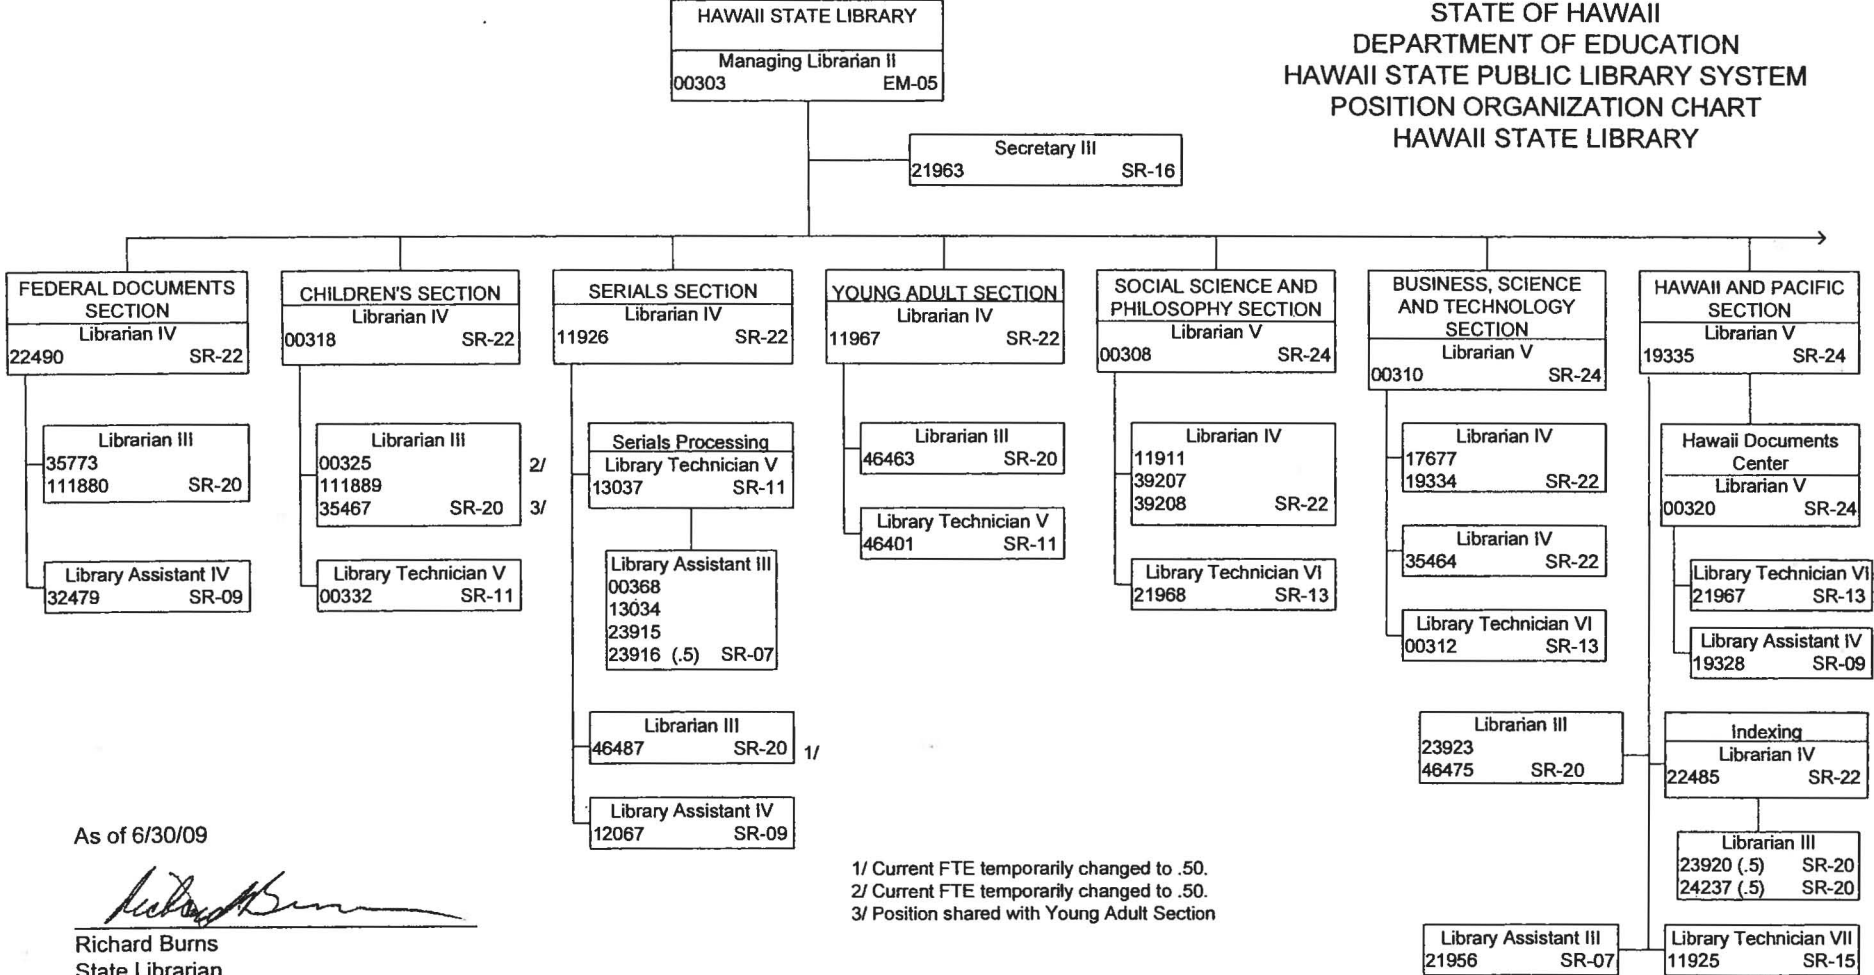 STATE OF HAWAII
DEPARTMENT OF EDUCATION
HAWAII STATE PUBLIC LIBRARY SYSTEM
POSITION ORGANIZATION CHART
HAWAII STATE LIBRARY
HAWAII STATE LIBRARY
Managing Librarian II
00303 EM-05
Secretary III
21963 SR-16
FEDERAL DOCUMENTS
SECTION
Librarian IV
22490 SR-22
Librarian III
35773
111880 SR-20
Library Assistant IV
32479 SR-09
CHILDREN'S SECTION
Librarian IV
00318 SR-22
Librarian III
00325 2/
111889
35467 SR-20 3/
Library Technician V
00332 SR-11
SERIALS SECTION
Librarian IV
11926 SR-22
Serials Processing
Library Technician V
13037 SR-11
Library Assistant III
00368
13034
23915
23916 (.5) SR-07
Librarian III
46487 SR-20 1/
Library Assistant IV
12067 SR-09
YOUNG ADULT SECTION
Librarian IV
11967 SR-22
Librarian III
46463 SR-20
Library Technician V
46401 SR-11
SOCIAL SCIENCE AND
PHILOSOPHY SECTION
Librarian V
00308 SR-24
Librarian IV
11911
39207
39208 SR-22
Library Technician VI
21968 SR-13
BUSINESS, SCIENCE
AND TECHNOLOGY
SECTION
Librarian V
00310 SR-24
Librarian IV
17677
19334 SR-22
Librarian IV
35464 SR-22
Library Technician VI
00312 SR-13
HAWAII AND PACIFIC
SECTION
Librarian V
19335 SR-24
Hawaii Documents
Center
Librarian V
00320 SR-24
Library Technician VI
21967 SR-13
Library Assistant IV
19328 SR-09
Librarian III
23923
46475 SR-20
Indexing
Librarian IV
22485 SR-22
Librarian III
23920 (.5) SR-20
24237 (.5) SR-20
Library Assistant III
21956 SR-07
Library Technician VII
11925 SR-15
1/ Current FTE temporarily changed to .50.
2/ Current FTE temporarily changed to .50.
3/ Position shared with Young Adult Section
As of 6/30/09
Richard Burns
State Librarian